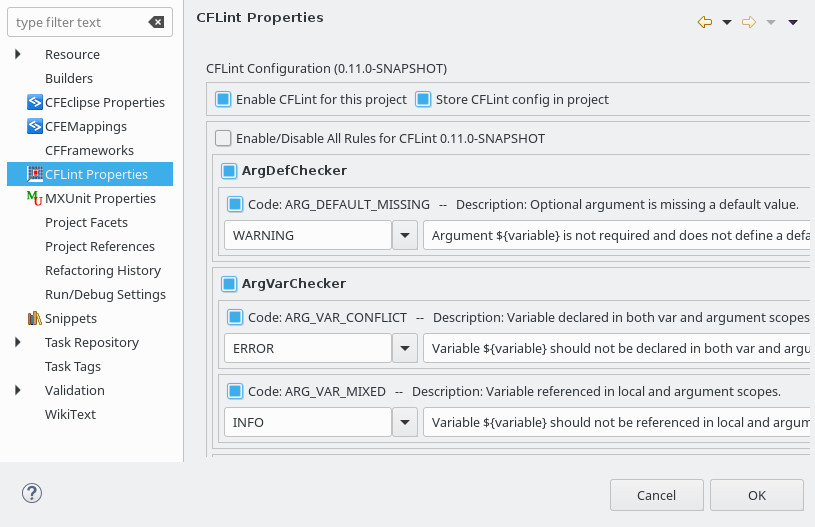 type filter text
Resource
Builders
CFEclipse Properties
CFEMappings
CFFrameworks
CFLint Properties
MXUnit Properties
Project Facets
Project References
Refactoring History
Run/Debug Settings
Snippets
Task Repository
Task Tags
Validation
WikiText
CFLint Properties
CFLint Configuration (0.11.0-SNAPSHOT)
Enable CFLint for this project Store CFLint config in project
Enable/Disable All Rules for CFLint 0.11.0-SNAPSHOT
ArgDefChecker
Code: ARG_DEFAULT_MISSING -- Description: Optional argument is missing a default value.
WARNING Argument ${variable} is not required and does not define a defa
ArgVarChecker
Code: ARG_VAR_CONFLICT -- Description: Variable declared in both var and argument scopes
ERROR Variable ${variable} should not be declared in both var and argu
Code: ARG_VAR_MIXED -- Description: Variable referenced in local and argument scopes.
INFO Variable ${variable} should not be referenced in local and argum
? Cancel OK